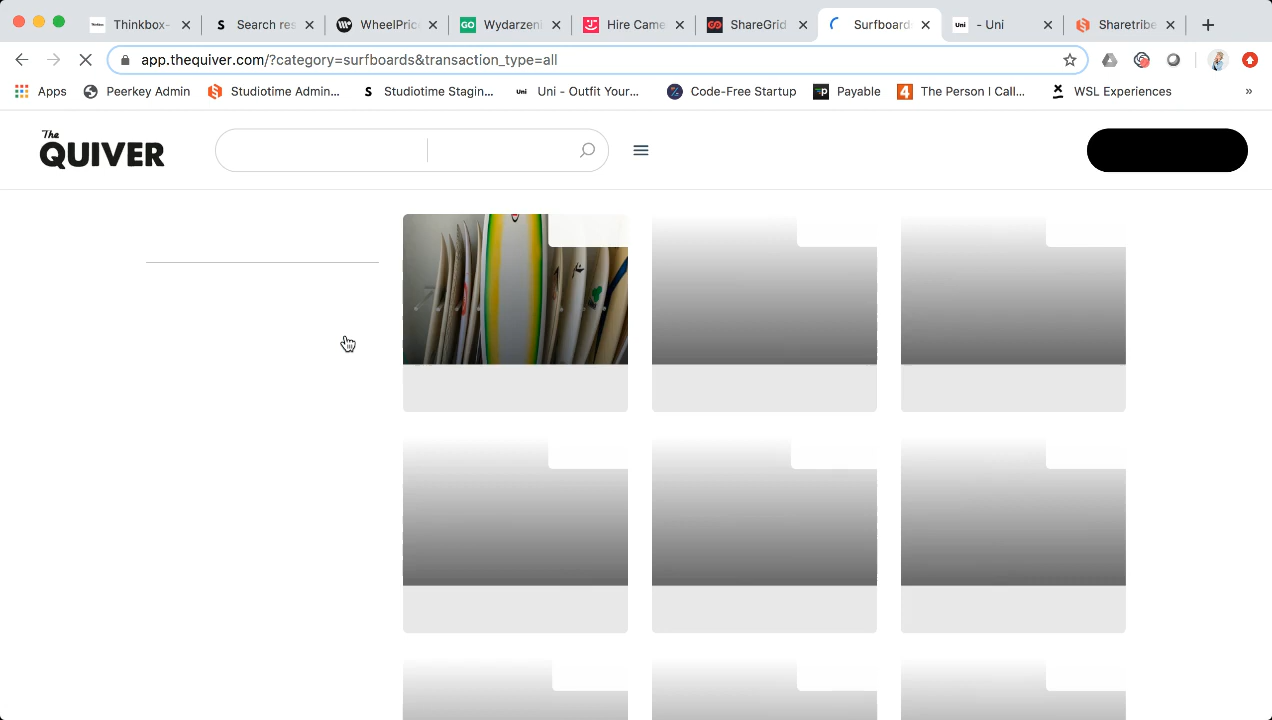 Thinkbox- Search res WheelPric Wydarzeni Hire Came ShareGrid Surfboards - Uni Sharetribe
app.thequiver.com/?category=surfboards&transaction_type=all
Apps Peerkey Admin Studiotime Admin... Studiotime Stagin... Uni - Outfit Your... Code-Free Startup Payable The Person I Call... WSL Experiences »
The
QUIVER